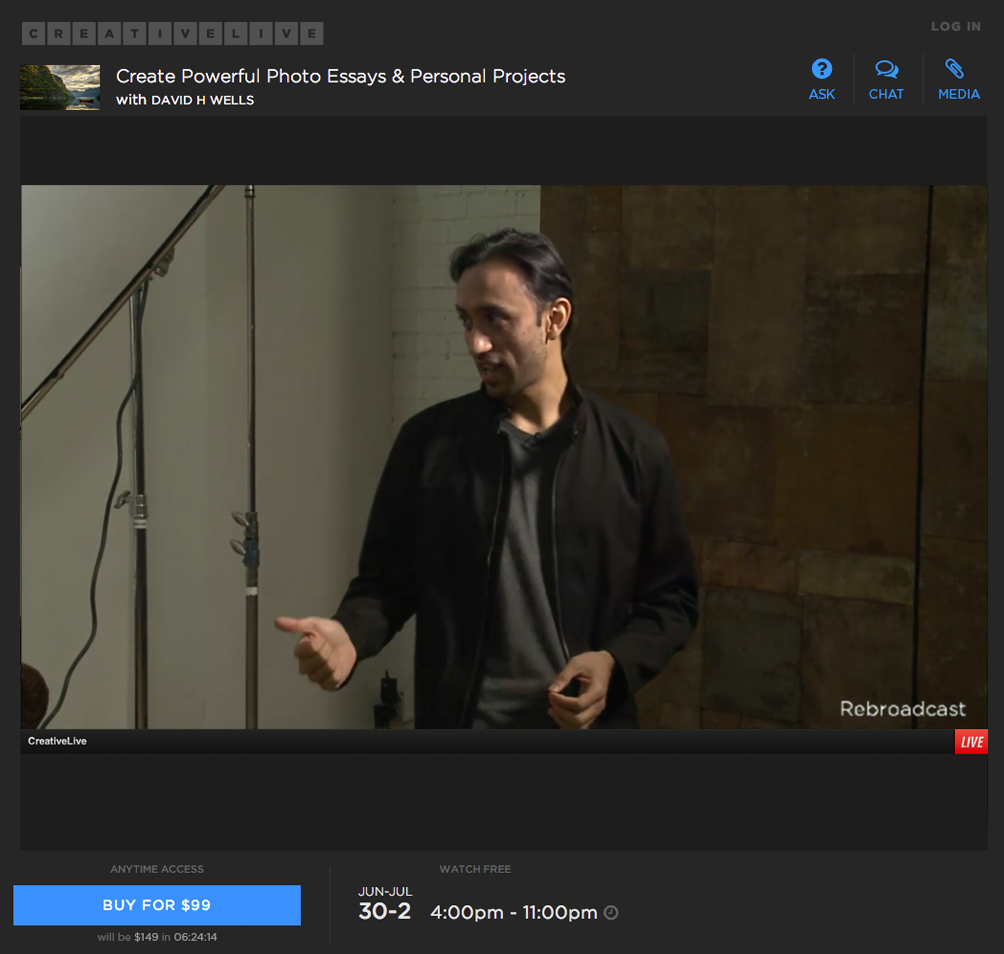 CREATIVELIVE
LOG IN
Create Powerful Photo Essays & Personal Projects
with DAVID H WELLS
ASK
CHAT
MEDIA
Rebroadcast
CreativeLive
LIVE
ANYTIME ACCESS
BUY FOR $99
will be $149 in 06:24:14
WATCH FREE
JUN-JUL
30-2 4:00pm - 11:00pm